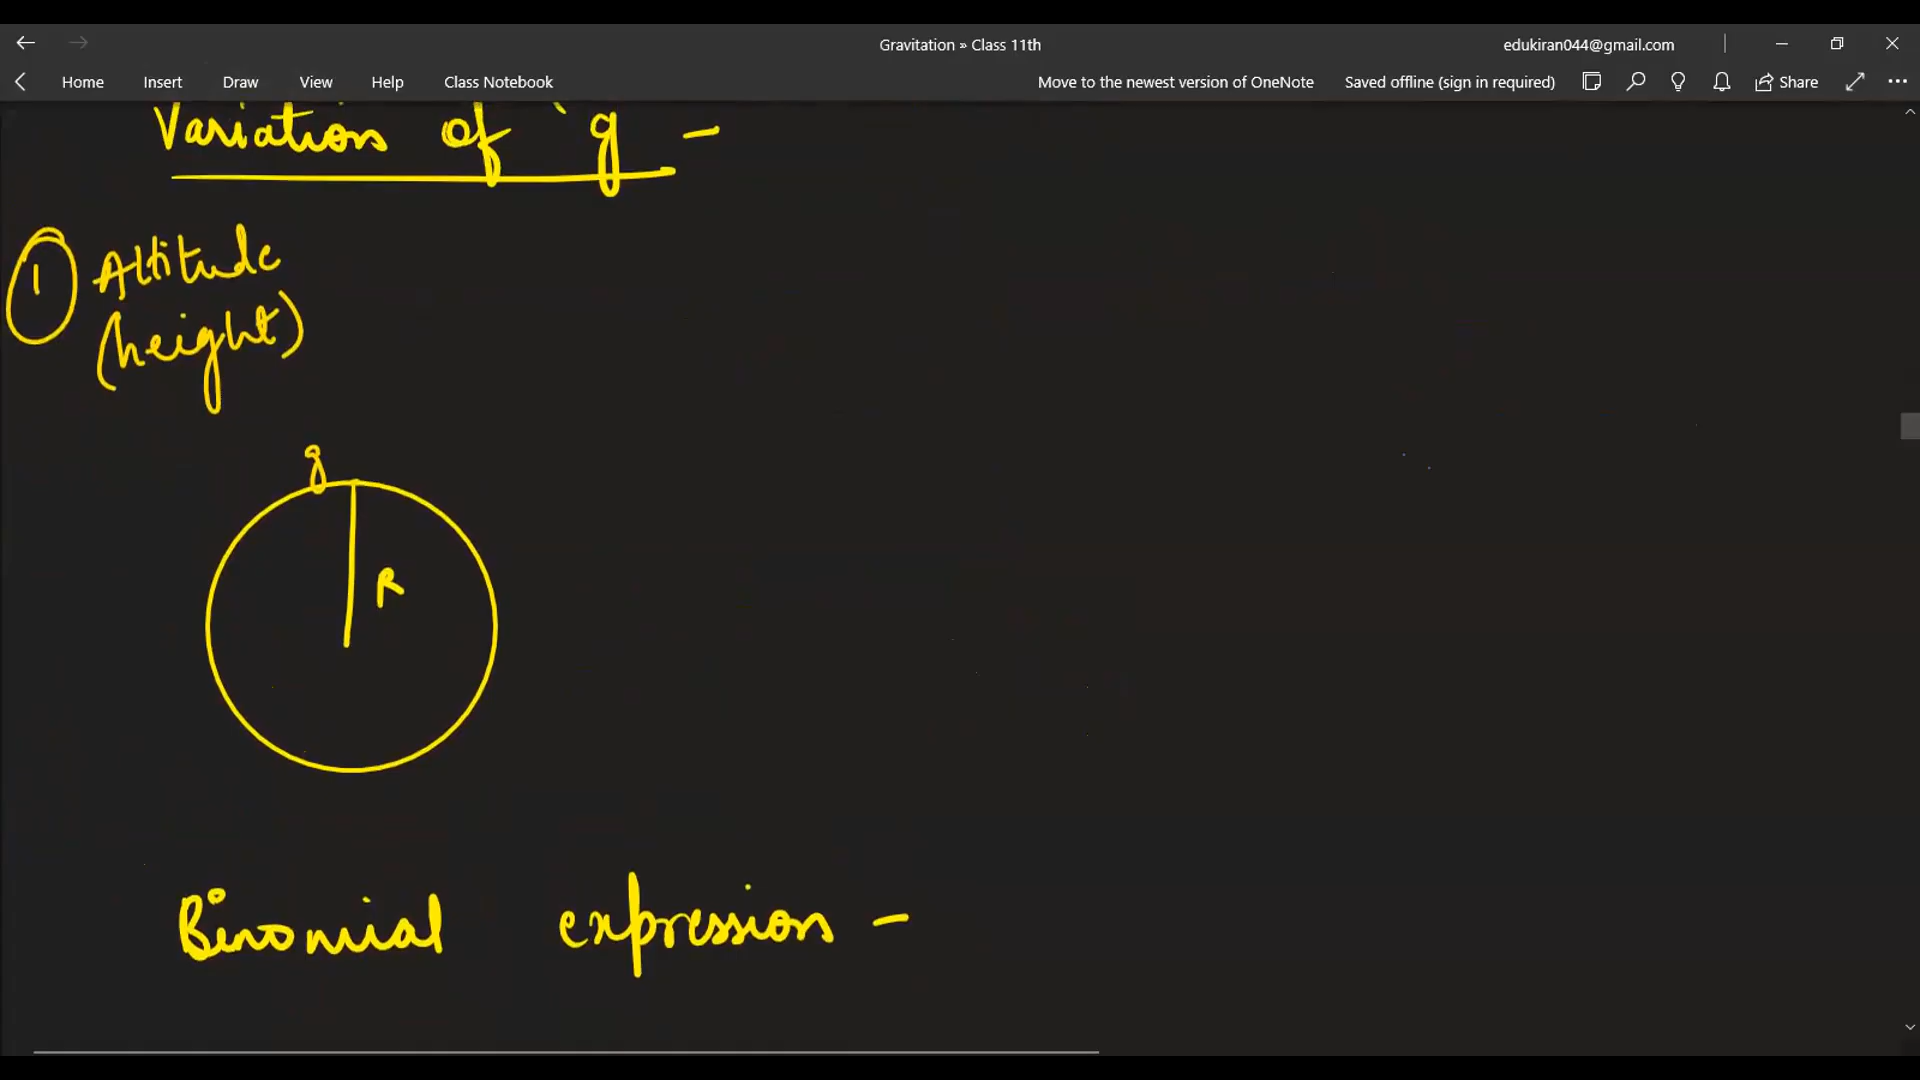 Gravitation » Class 11th
edukiran044@gmail.com
Home Insert Draw View Help Class Notebook
Move to the newest version of OneNote Saved offline (sign in required) Share
Variation of `g -
1 Altitude
(height)
g
R
Binomial expression -